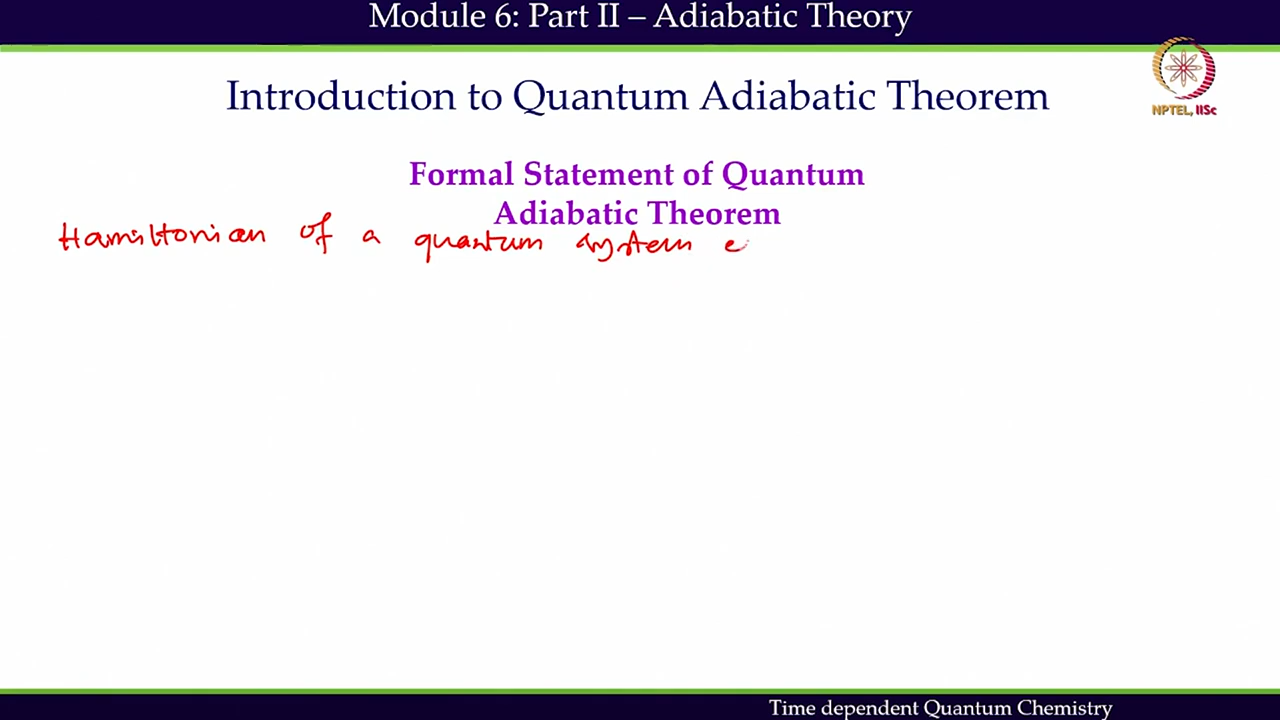 Module 6: Part II – Adiabatic Theory
Introduction to Quantum Adiabatic Theorem
NPTEL, IISc
Formal Statement of Quantum
Adiabatic Theorem
Hamiltonian of a quantum system e
Time dependent Quantum Chemistry